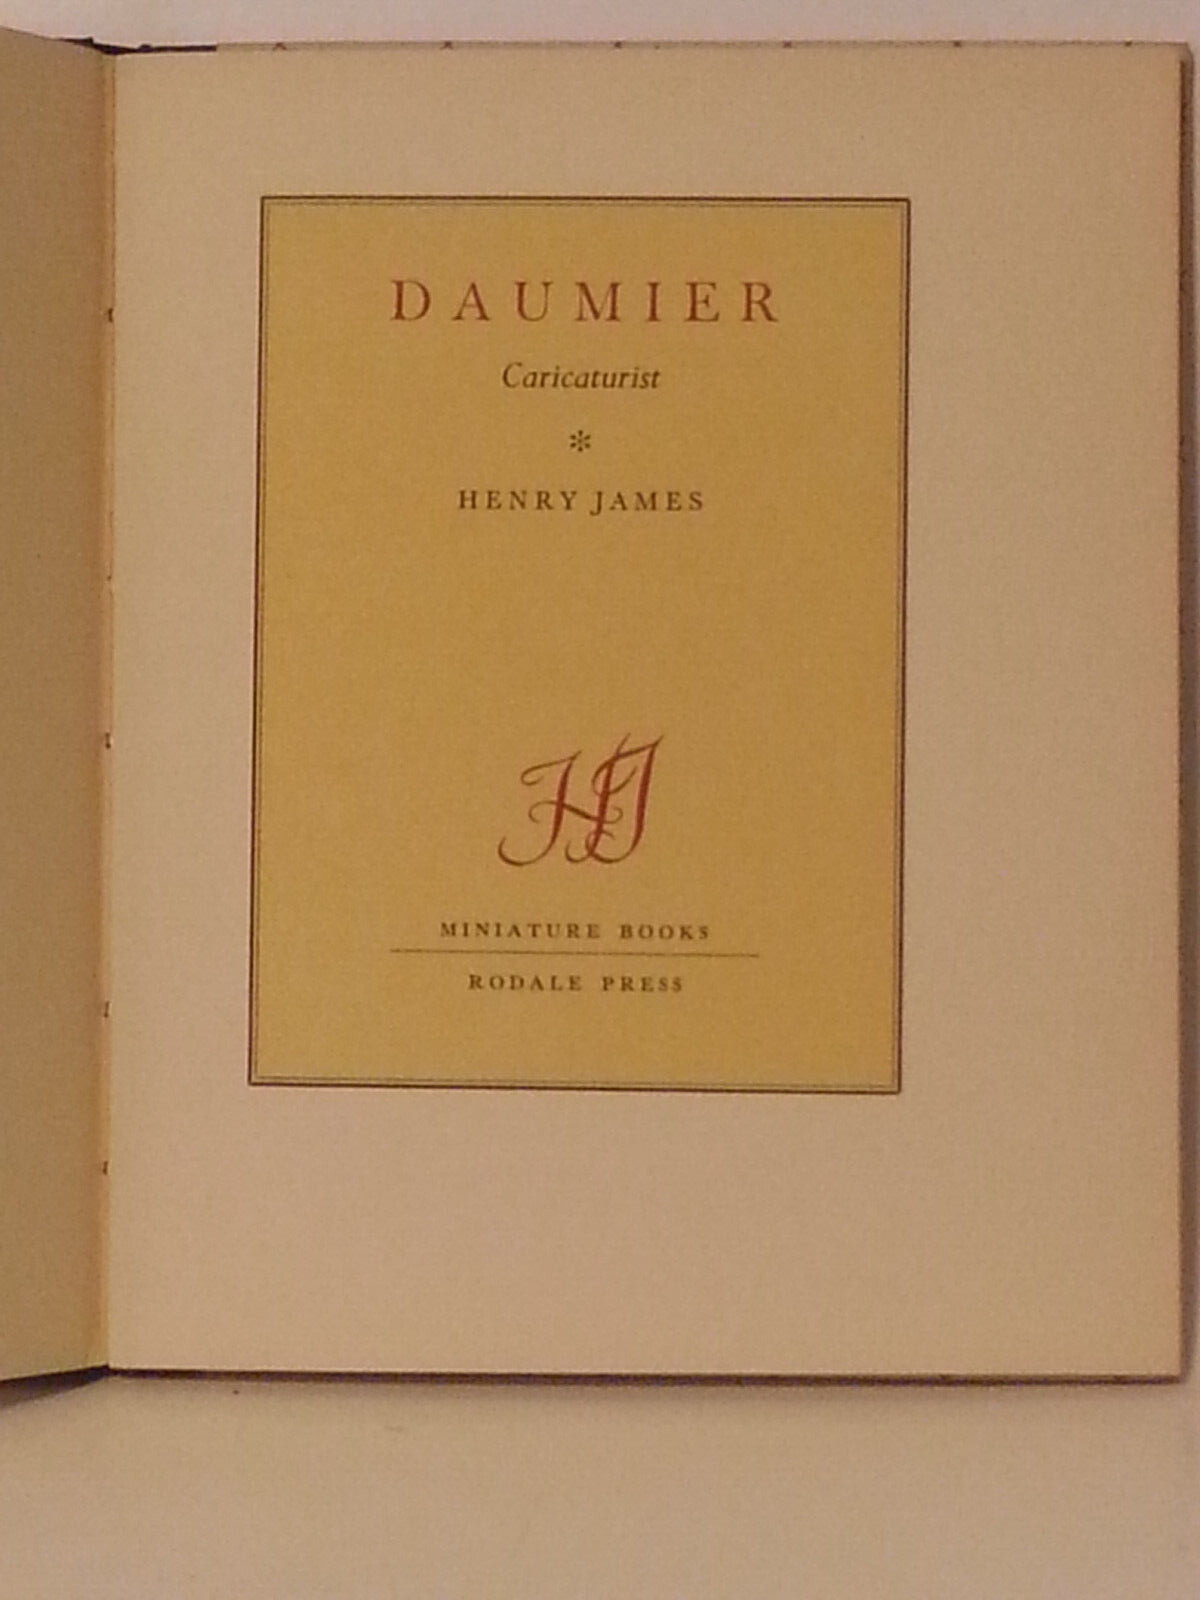 DAUMIER
Caricaturist
*
HENRY JAMES
HJ
MINIATURE BOOKS
RODALE PRESS